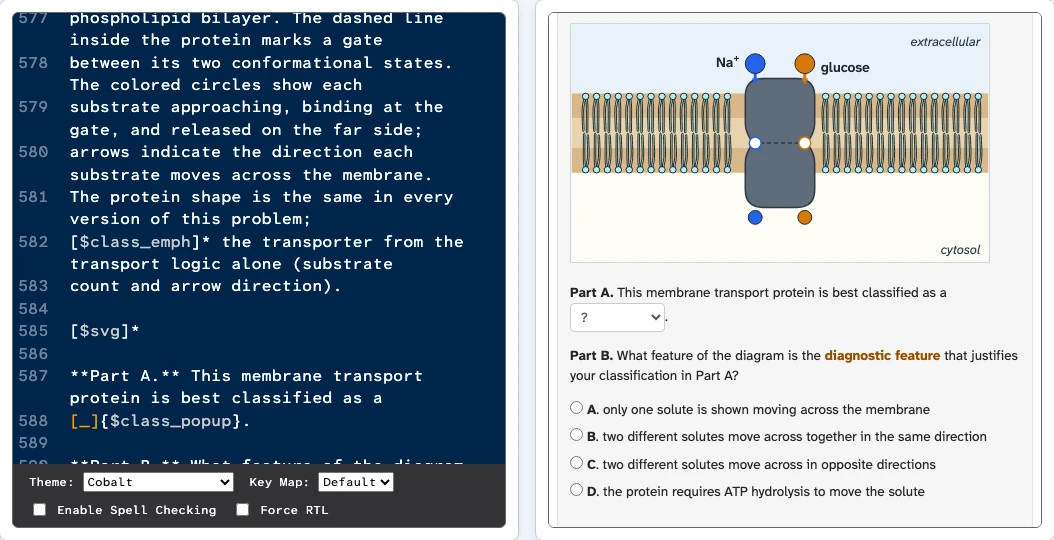 577 phospholipid bilayer. The dashed line
inside the protein marks a gate
578 between its two conformational states.
The colored circles show each
579 substrate approaching, binding at the
gate, and released on the far side;
580 arrows indicate the direction each
substrate moves across the membrane.
581 The protein shape is the same in every
version of this problem;
582 [$class_emph]* the transporter from the
transport logic alone (substrate
583 count and arrow direction).
584
585 [$svg]*
586
587 **Part A.** This membrane transport
protein is best classified as a
588 [_]{$class_popup}.
589
590 **Part B.** What feature of the diagram
Theme: Cobalt Key Map: Default
Enable Spell Checking Force RTL
extracellular
Na⁺ glucose
cytosol
Part A. This membrane transport protein is best classified as a
? .
Part B. What feature of the diagram is the diagnostic feature that justifies
your classification in Part A?
A. only one solute is shown moving across the membrane
B. two different solutes move across together in the same direction
C. two different solutes move across in opposite directions
D. the protein requires ATP hydrolysis to move the solute